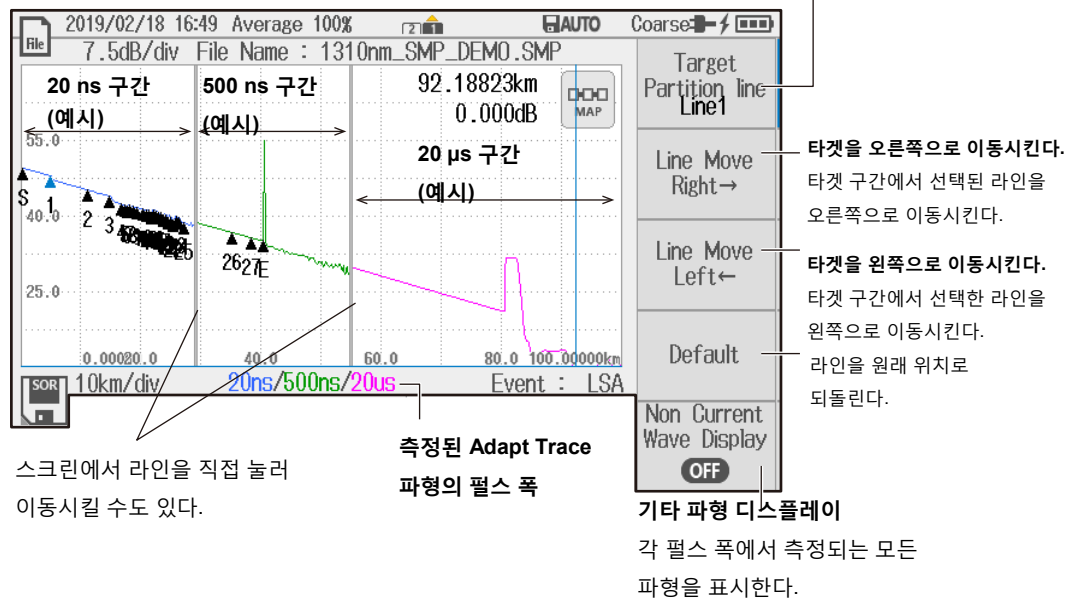 2019/02/18 16:49 Average 100% 2 1 AUTO Coarse
File
7.5dB/div File Name : 1310nm_SMP_DEMO.SMP
20 ns 구간
(예시)
500 ns 구간
(예시)
92.18823km
0.000dB
MAP
20 µs 구간
(예시)
55.0
40.0
25.0
S 1 2 3
26 27 E
0.000 20.0 40.0 60.0 80.0 100.00000km
SOR
10km/div 20ns/500ns/20us Event : LSA
Target
Partition line
Line1
Line Move
Right→
Line Move
Left←
Default
Non Current
Wave Display
OFF
타겟을 오른쪽으로 이동시킨다.
타겟 구간에서 선택된 라인을
오른쪽으로 이동시킨다.
타겟을 왼쪽으로 이동시킨다.
타겟 구간에서 선택한 라인을
왼쪽으로 이동시킨다.
라인을 원래 위치로
되돌린다.
스크린에서 라인을 직접 눌러
이동시킬 수도 있다.
측정된 Adapt Trace
파형의 펄스 폭
기타 파형 디스플레이
각 펄스 폭에서 측정되는 모든
파형을 표시한다.